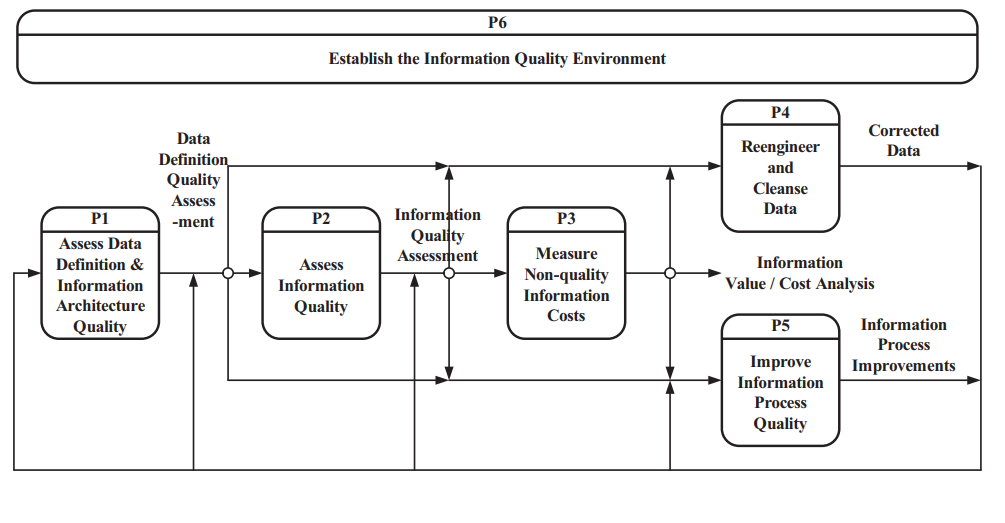 P6
Establish the Information Quality Environment
P4
Reengineer
and
Cleanse
Data
Corrected
Data
Data
Definition
Quality
Assess
-ment
P1
Assess Data
Definition &
Information
Architecture
Quality
P2
Assess
Information
Quality
Information
Quality
Assessment
P3
Measure
Non-quality
Information
Costs
Information
Value / Cost Analysis
P5
Improve
Information
Process
Quality
Information
Process
Improvements